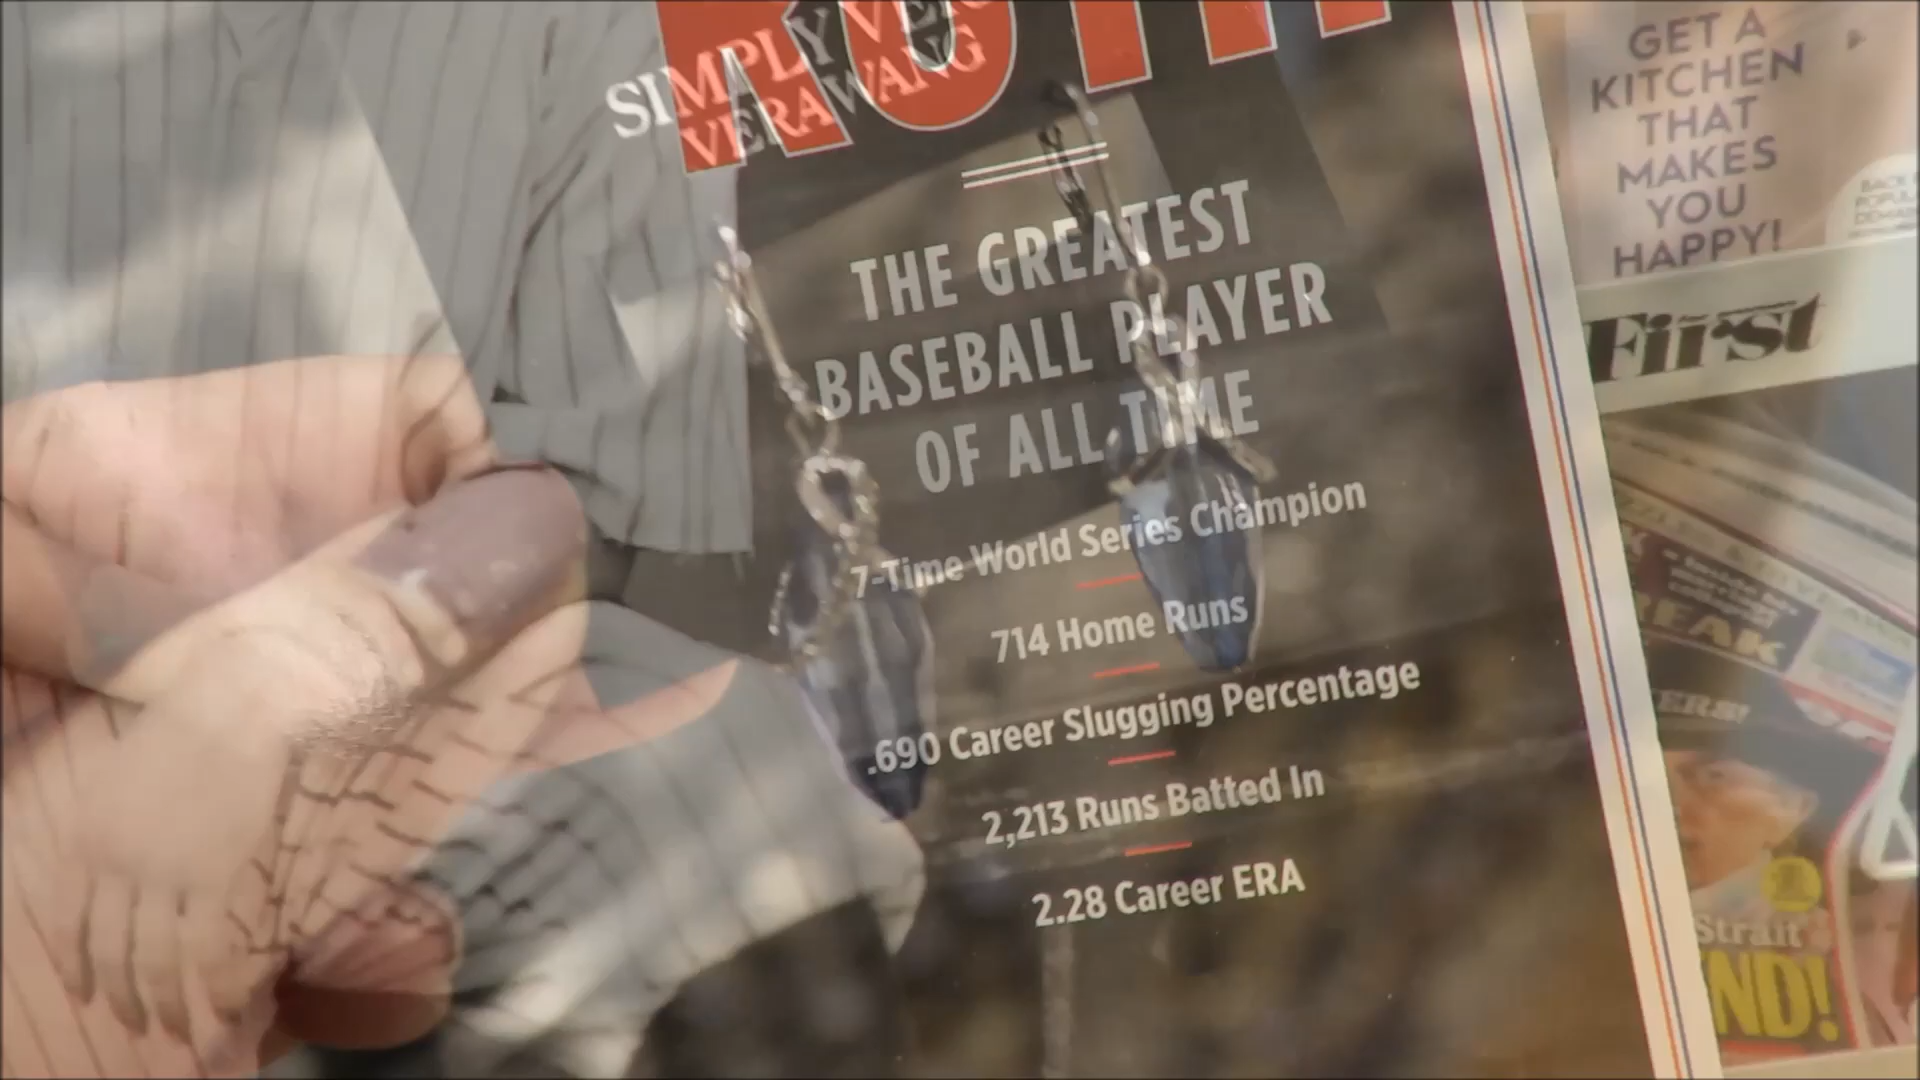 SIMPLY VERA
VERA WANG
RUTH
THE GREATEST
BASEBALL PLAYER
OF ALL TIME
7-Time World Series Champion
714 Home Runs
.690 Career Slugging Percentage
2,213 Runs Batted In
2.28 Career ERA
GET A
KITCHEN
THAT
MAKES
YOU
HAPPY!
First
Strait